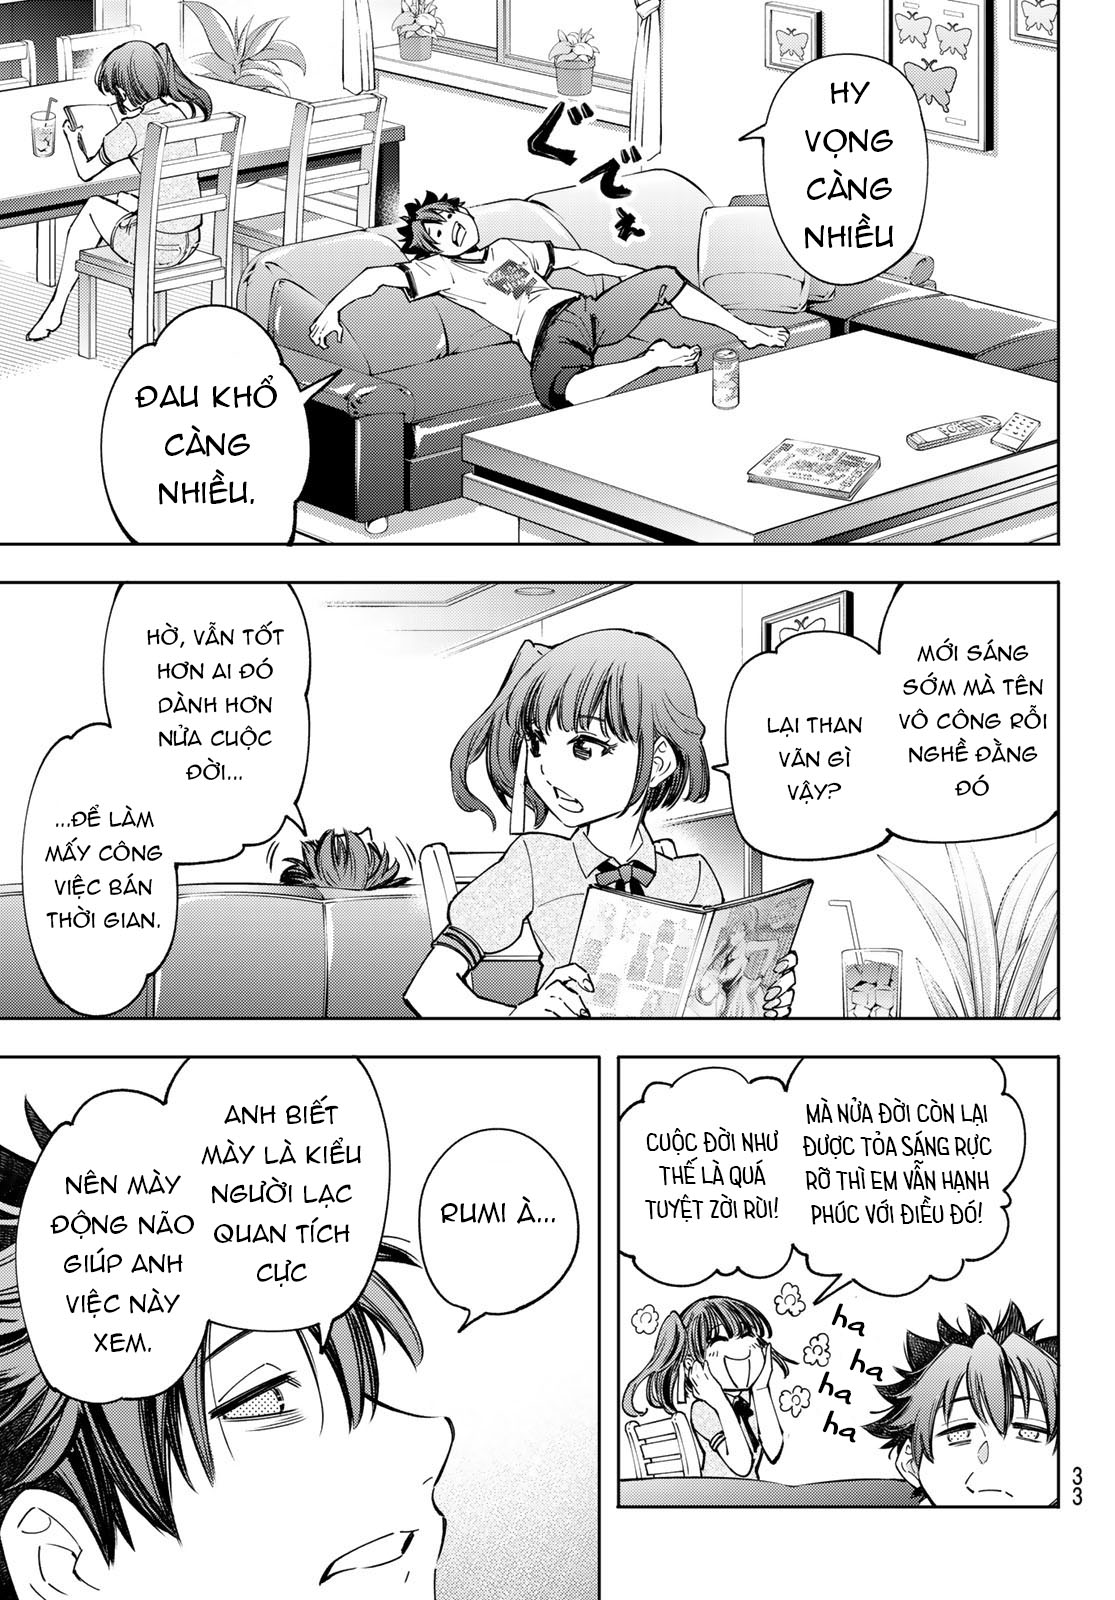 HY
VỌNG
CÀNG
NHIỀU
ぐでぇ
ĐAU KHỔ
CÀNG
NHIỀU.
MỚI SÁNG
SỚM MÀ TÊN
VÔ CÔNG RỖI
NGHỀ ĐẰNG
ĐÓ
LẠI THAN
VÃN GÌ
VẬY?
HỜ, VẪN TỐT
HƠN AI ĐÓ
DÀNH HƠN
NỬA CUỘC
ĐỜI...
...ĐỂ LÀM
MẤY CÔNG
VIỆC BÁN
THỜI GIAN.
MÀ NỬA ĐỜI CÒN LẠI
ĐƯỢC TỎA SÁNG RỰC
RỠ THÌ EM VẪN HẠNH
PHÚC VỚI ĐIỀU ĐÓ!
CUỘC ĐỜI NHƯ
THẾ LÀ QUÁ
TUYỆT ZỜI RÙI!
ha
ha
ha
ha
RUMI À...
ANH BIẾT
MÀY LÀ KIỂU
NGƯỜI LẠC
QUAN TÍCH
CỰC
NÊN MÀY
ĐỘNG NÃO
GIÚP ANH
VIỆC NÀY
XEM.
33